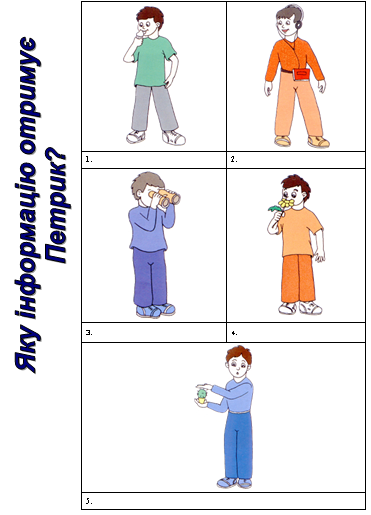 Яку інформацію отримує
Петрик?
1.
2.
3.
4.
5.